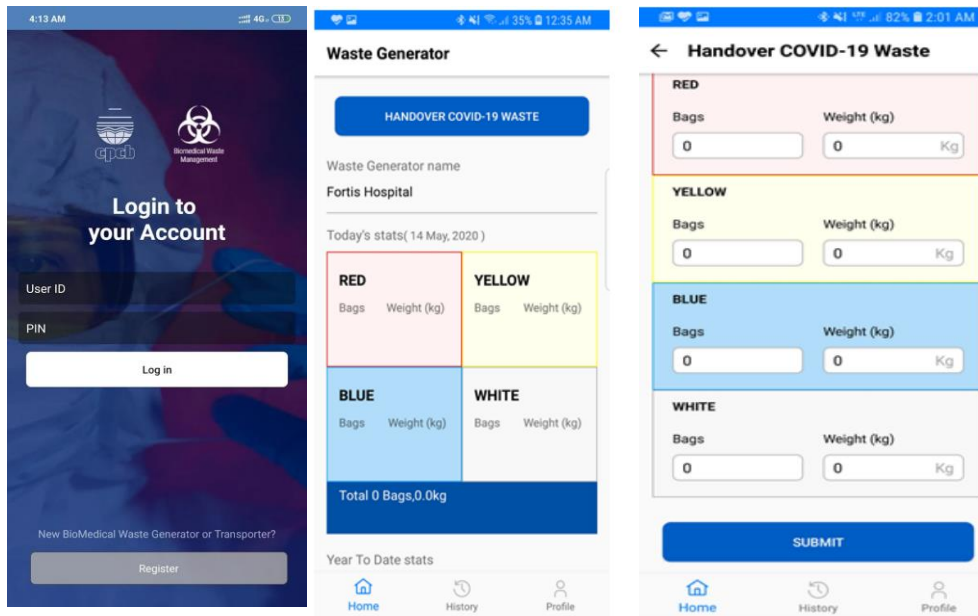 4:13 AM
4G
cpcb
Biomedical Waste
Management
Login to
your Account
User ID
PIN
Log in
New BioMedical Waste Generator or Transporter?
Register
35% 12:35 AM
Waste Generator
HANDOVER COVID-19 WASTE
Waste Generator name
Fortis Hospital
Today's stats( 14 May, 2020 )
RED YELLOW
Bags Weight (kg) Bags Weight (kg)
BLUE WHITE
Bags Weight (kg) Bags Weight (kg)
Total 0 Bags,0.0kg
Year To Date stats
Home History Profile
82% 2:01 AM
Handover COVID-19 Waste
RED
Bags Weight (kg)
0 0 Kg
YELLOW
Bags Weight (kg)
0 0 Kg
BLUE
Bags Weight (kg)
0 0 Kg
WHITE
Bags Weight (kg)
0 0 Kg
SUBMIT
Home History Profile